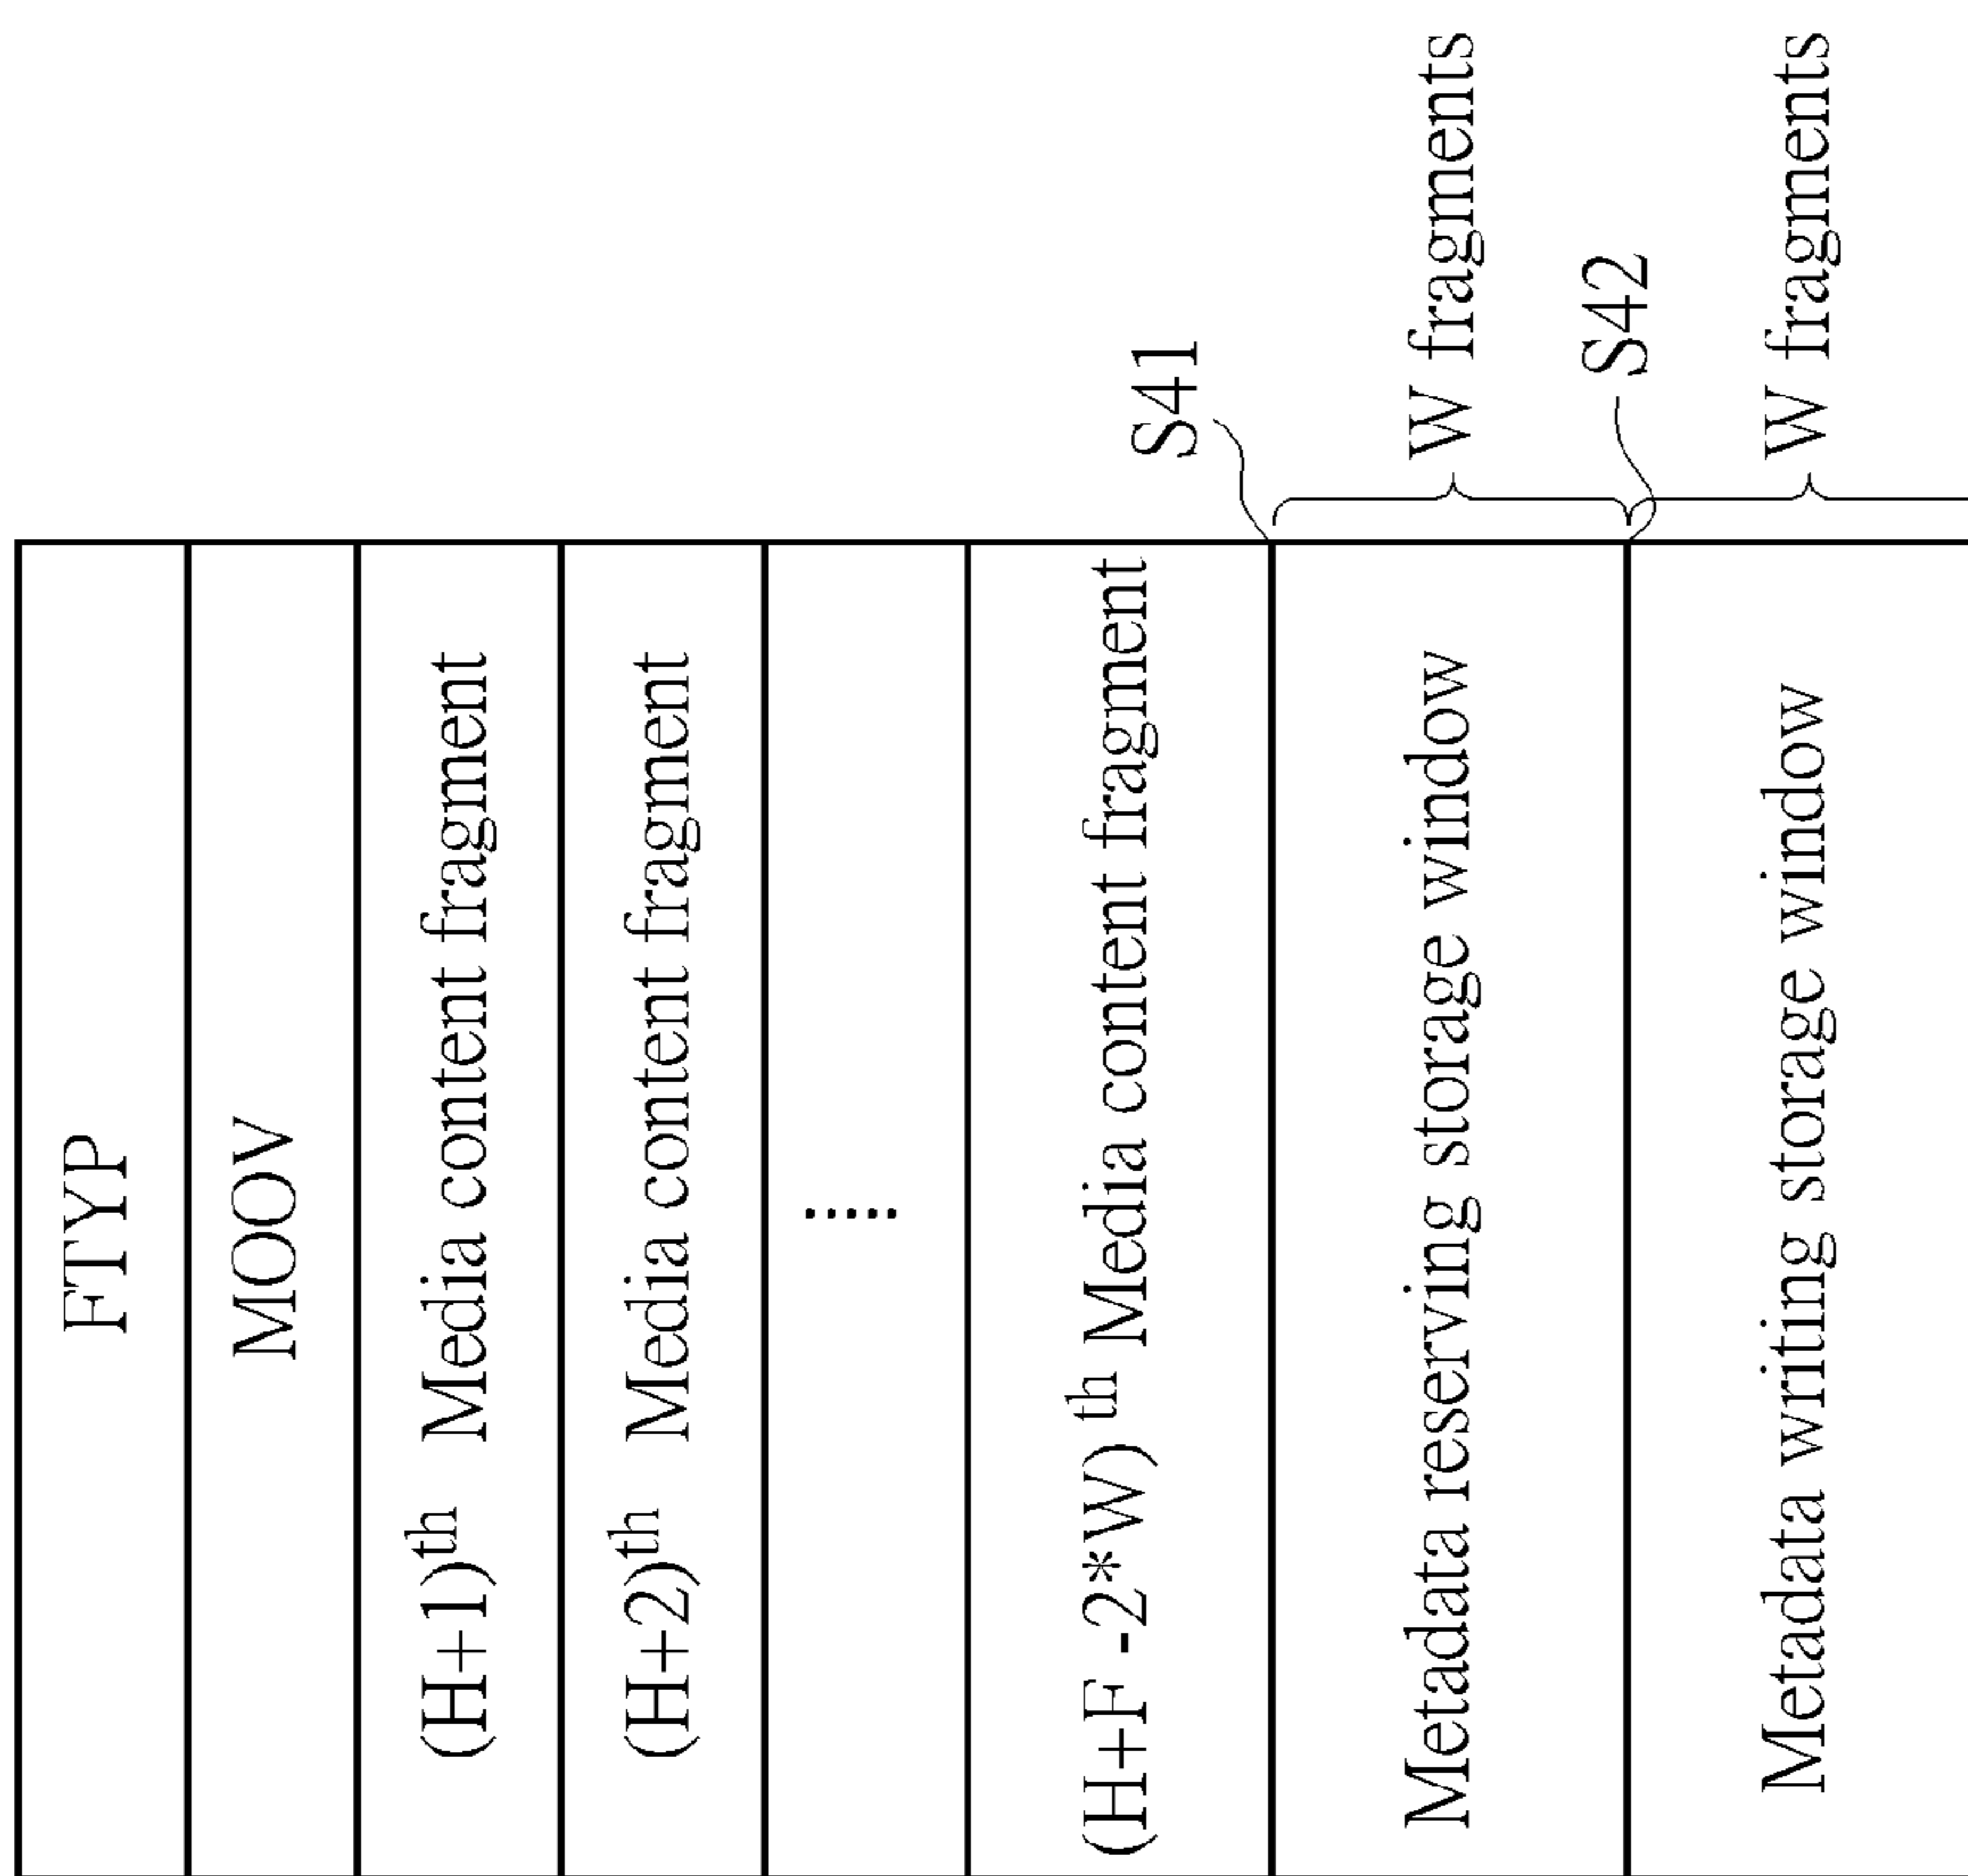 FTYP
MOOV
(H+1)th Media content fragment
(H+2)th Media content fragment
.....
(H+F -2*W) th Media content fragment
S41
Metadata reserving storage window
W fragments
S42
Metadata writing storage window
W fragments